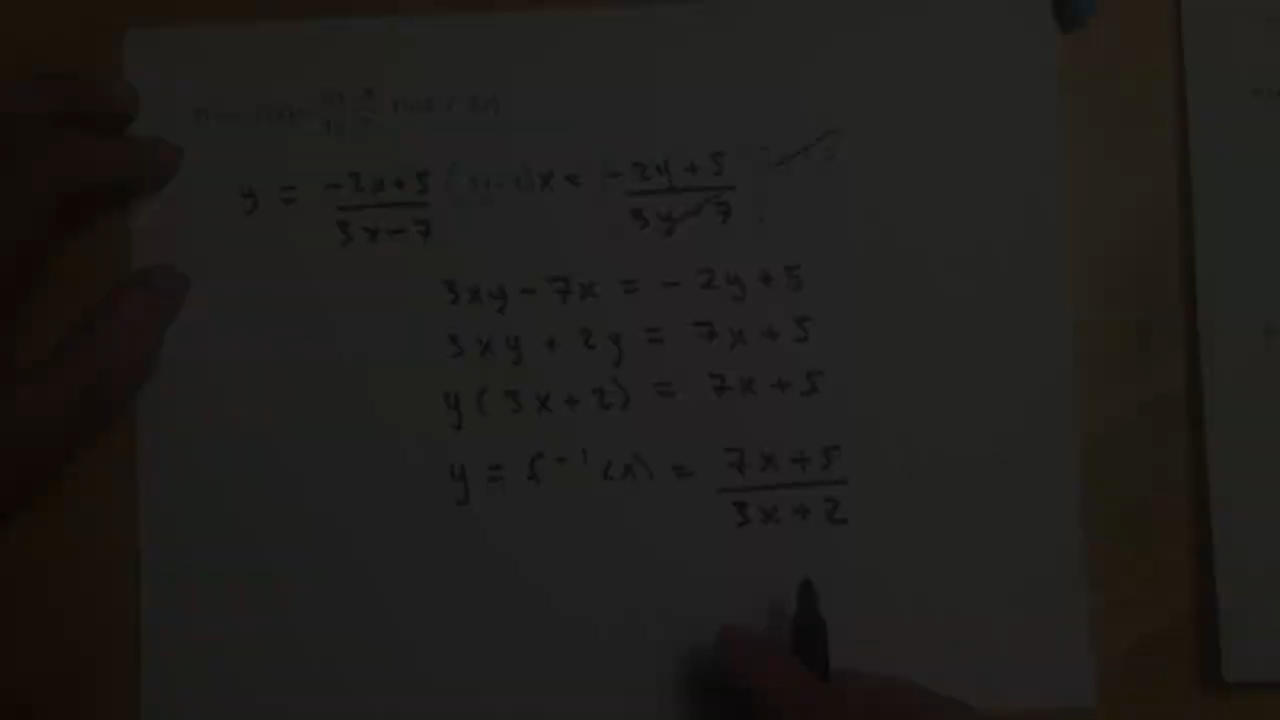 y = -2x+5/3x-7 x = -2y+5/3y-7
3xy - 7x = -2y + 5
3xy + 2y = 7x + 5
y(3x+2) = 7x+5
y = f⁻¹(x) = 7x+5/3x+2